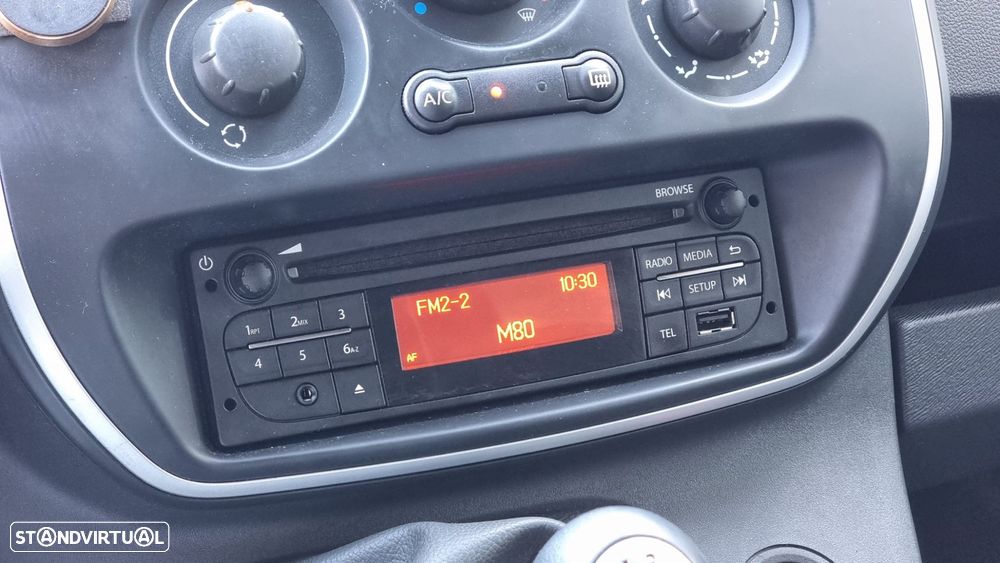 A/C
BROWSE
RADIO MEDIA
SETUP
TEL
FM2-2 10:30
M80
AF
1RPT 2MIX 3
4 5 6A-Z
STANDVIRTUAL